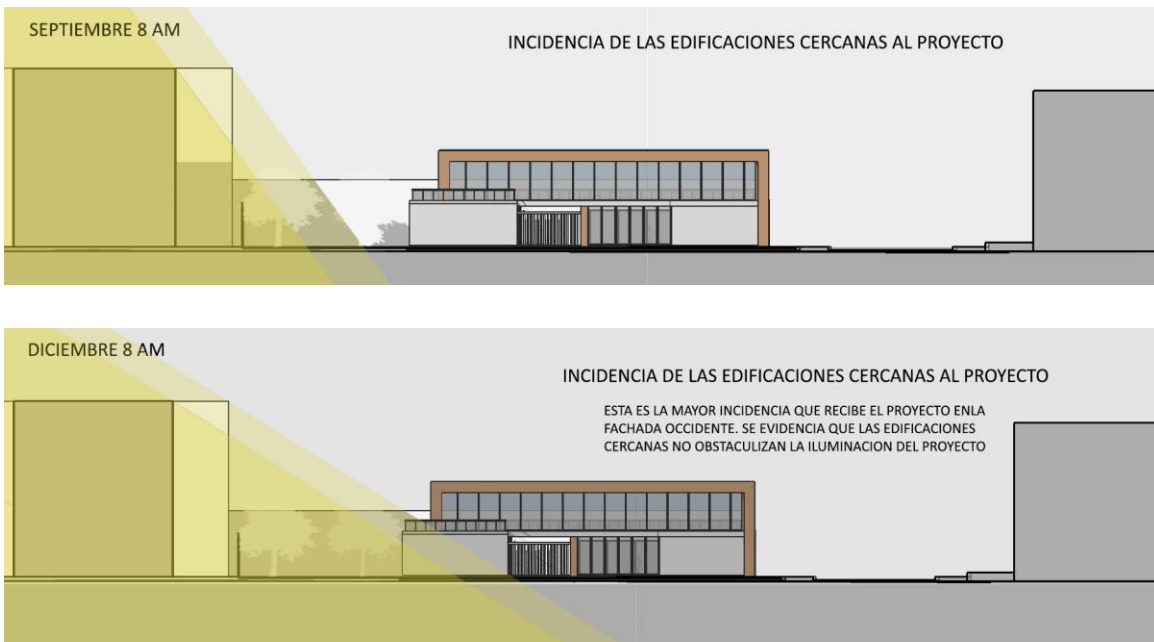 SEPTIEMBRE 8 AM
INCIDENCIA DE LAS EDIFICACIONES CERCANAS AL PROYECTO
DICIEMBRE 8 AM
INCIDENCIA DE LAS EDIFICACIONES CERCANAS AL PROYECTO
ESTA ES LA MAYOR INCIDENCIA QUE RECIBE EL PROYECTO ENLA
FACHADA OCCIDENTE. SE EVIDENCIA QUE LAS EDIFICACIONES
CERCANAS NO OBSTACULIZAN LA ILUMINACION DEL PROYECTO